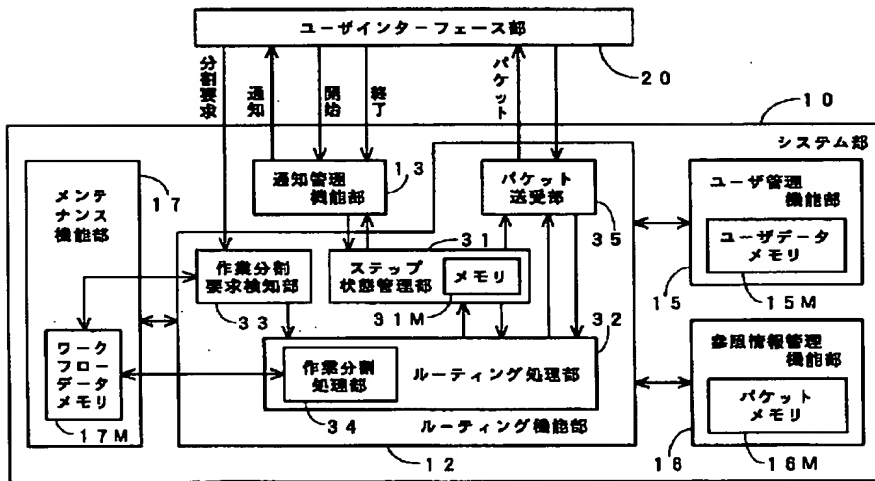 ユーザインターフェース部
20
分割要求
通知
開始
終了
パケット
10
システム部
17
メンテ
ナンス
機能部
通知管理
機能部
13
パケット
送受部
35
ユーザ管理
機能部
ユーザデータ
メモリ
15
15M
作業分割
要求検知部
33
31
ステップ
状態管理部
メモリ
31M
32
ワーク
フロー
データ
メモリ
17M
作業分割
処理部
34
ルーティング処理部
ルーティング機能部
12
参照情報管理
機能部
パケット
メモリ
16
16M